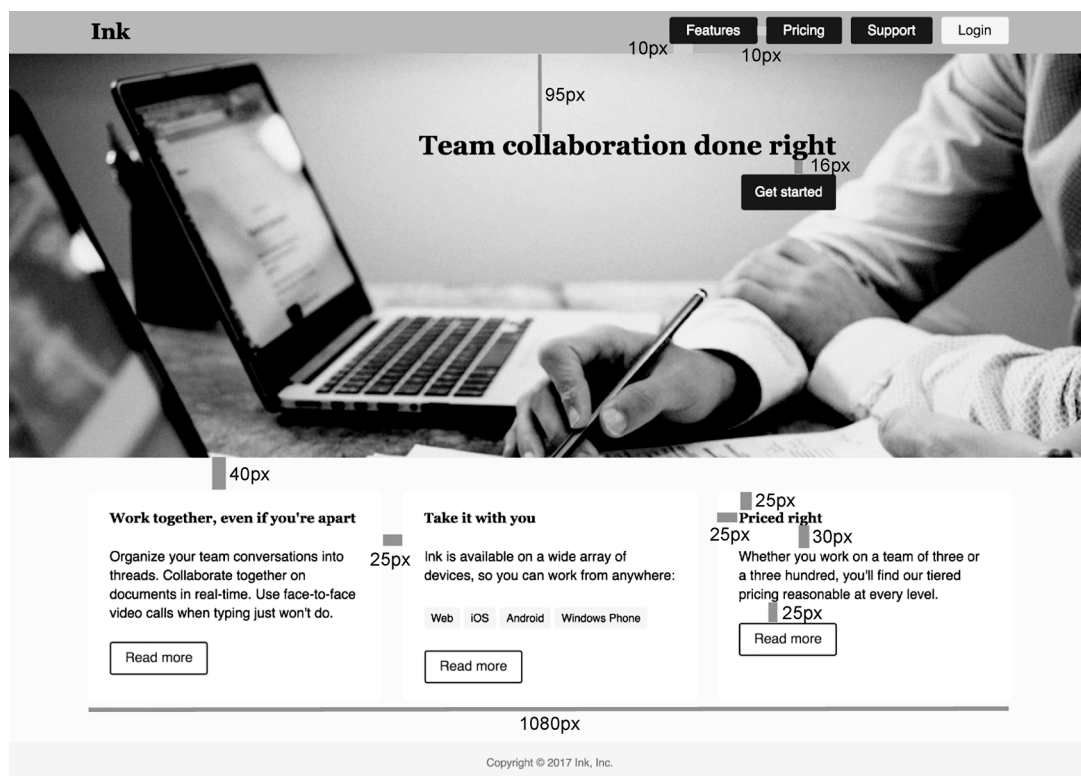 Ink
Features
Pricing
Support
Login
10px
10px
95px
Team collaboration done right
16px
Get started
40px
Work together, even if you're apart
Organize your team conversations into
threads. Collaborate together on
documents in real-time. Use face-to-face
video calls when typing just won't do.
Read more
25px
Take it with you
Ink is available on a wide array of
devices, so you can work from anywhere:
Web
iOS
Android
Windows Phone
Read more
25px
Priced right
25px
30px
Whether you work on a team of three or
a three hundred, you'll find our tiered
pricing reasonable at every level.
25px
Read more
1080px
Copyright © 2017 Ink, Inc.